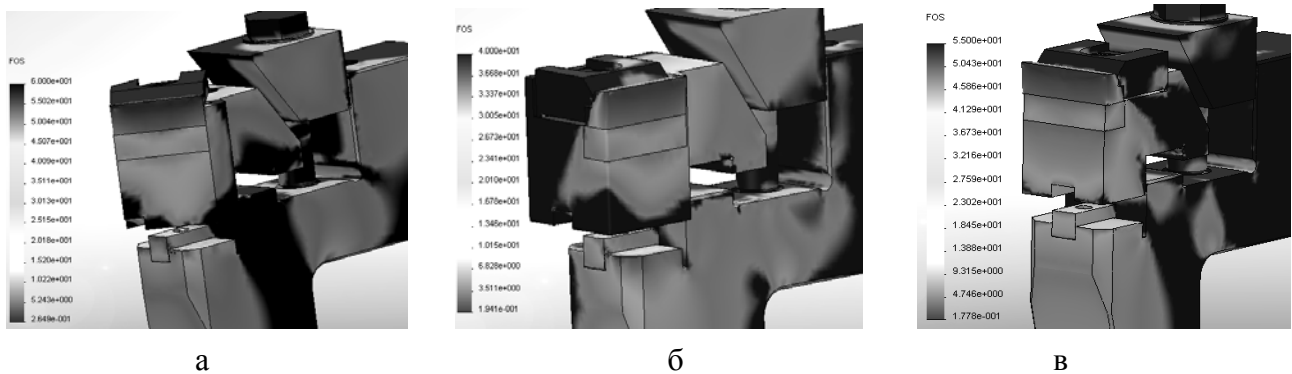 FOS
6.000e+001
5.502e+001
5.004e+001
4.507e+001
4.009e+001
3.511e+001
3.013e+001
2.515e+001
2.018e+001
1.520e+001
1.022e+001
5.243e+000
2.649e-001
а
FOS
4.000e+001
3.668e+001
3.337e+001
3.005e+001
2.673e+001
2.341e+001
2.010e+001
1.678e+001
1.346e+001
1.015e+001
6.828e+000
3.511e+000
1.941e-001
б
FOS
5.500e+001
5.043e+001
4.586e+001
4.129e+001
3.673e+001
3.216e+001
2.759e+001
2.302e+001
1.845e+001
1.388e+001
9.315e+000
4.746e+000
1.778e-001
в